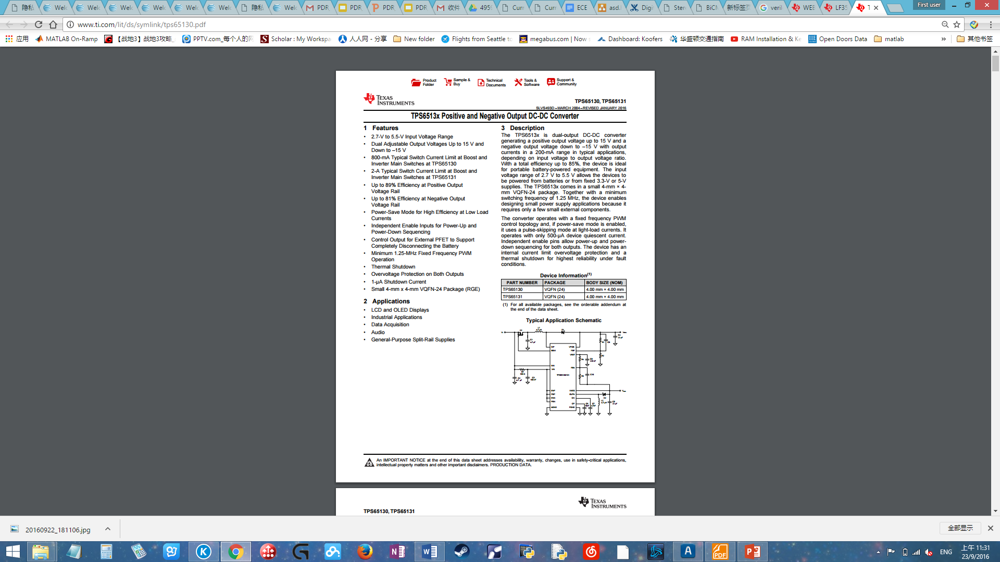 隐私
Welc
Welc
Welc
Welc
Welc
隐私
Welc
PDR
PDR
PDR
PDR
收件
495
Curr
Curr
ECE
asd.
Digi
Ster
BiCM
新标签页
veril
WEB
LF35
T
First user
www.ti.com/lit/ds/symlink/tps65130.pdf
应用
MATLAB On-Ramp
【战地3】战地3攻略_
PPTV.com_每个人的网
Scholar : My Workspa
人人网 - 分享
New folder
Flights from Seattle to
megabus.com | Now s
Dashboard: Koofers
华盛顿交通指南
RAM Installation & Ke
Open Doors Data
matlab
»
其他书签
Product
Folder
Sample &
Buy
Technical
Documents
Tools &
Software
Support &
Community
TEXAS
INSTRUMENTS
TPS65130, TPS65131
SLVS493D –MARCH 2004–REVISED JANUARY 2016
TPS6513x Positive and Negative Output DC-DC Converter
1 Features
• 2.7-V to 5.5-V Input Voltage Range
• Dual Adjustable Output Voltages Up to 15 V and
Down to –15 V
• 800-mA Typical Switch Current Limit at Boost and
Inverter Main Switches at TPS65130
• 2-A Typical Switch Current Limit at Boost and
Inverter Main Switches at TPS65131
• Up to 89% Efficiency at Positive Output
Voltage Rail
• Up to 81% Efficiency at Negative Output
Voltage Rail
• Power-Save Mode for High Efficiency at Low Load
Currents
• Independent Enable Inputs for Power-Up and
Power-Down Sequencing
• Control Output for External PFET to Support
Completely Disconnecting the Battery
• Minimum 1.25-MHz Fixed Frequency PWM
Operation
• Thermal Shutdown
• Overvoltage Protection on Both Outputs
• 1-µA Shutdown Current
• Small 4-mm x 4-mm VQFN-24 Package (RGE)
2 Applications
• LCD and OLED Displays
• Industrial Applications
• Data Acquisition
• Audio
• General-Purpose Split-Rail Supplies
3 Description
The TPS6513x is dual-output DC-DC converter
generating a positive output voltage up to 15 V and a
negative output voltage down to –15 V with output
currents in a 200-mA range in typical applications,
depending on input voltage to output voltage ratio.
With a total efficiency up to 85%, the device is ideal
for portable battery-powered equipment. The input
voltage range of 2.7 V to 5.5 V allows the devices to
be powered from batteries or from fixed 3.3-V or 5-V
supplies. The TPS6513x comes in a small 4-mm × 4-
mm VQFN-24 package. Together with a minimum
switching frequency of 1.25 MHz, the device enables
designing small power supply applications because it
requires only a few small external components.
The converter operates with a fixed frequency PWM
control topology and, if power-save mode is enabled,
it uses a pulse-skipping mode at light-load currents. It
operates with only 500-µA device quiescent current.
Independent enable pins allow power-up and power-
down sequencing for both outputs. The device has an
internal current limit overvoltage protection and a
thermal shutdown for highest reliability under fault
conditions.
Device Information(1)
PART NUMBER PACKAGE BODY SIZE (NOM)
TPS65130 VQFN (24) 4.00 mm × 4.00 mm
TPS65131 VQFN (24) 4.00 mm × 4.00 mm
(1) For all available packages, see the orderable addendum at
the end of the data sheet.
Typical Application Schematic
An IMPORTANT NOTICE at the end of this data sheet addresses availability, warranty, changes, use in safety-critical applications,
intellectual property matters and other important disclaimers. PRODUCTION DATA.
TEXAS
INSTRUMENTS
TPS65130, TPS65131
20160922_181106.jpg
全部显示
ENG
上午 11:31
23/9/2016